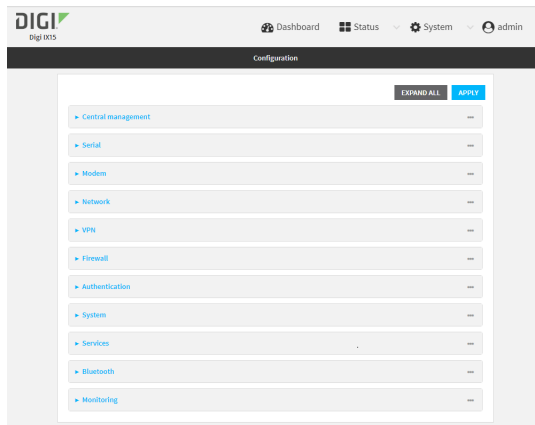 DIGI
Digi IX15
Dashboard Status System admin
Configuration
EXPAND ALL APPLY
Central management
Serial
Modem
Network
VPN
Firewall
Authentication
System
Services
Bluetooth
Monitoring